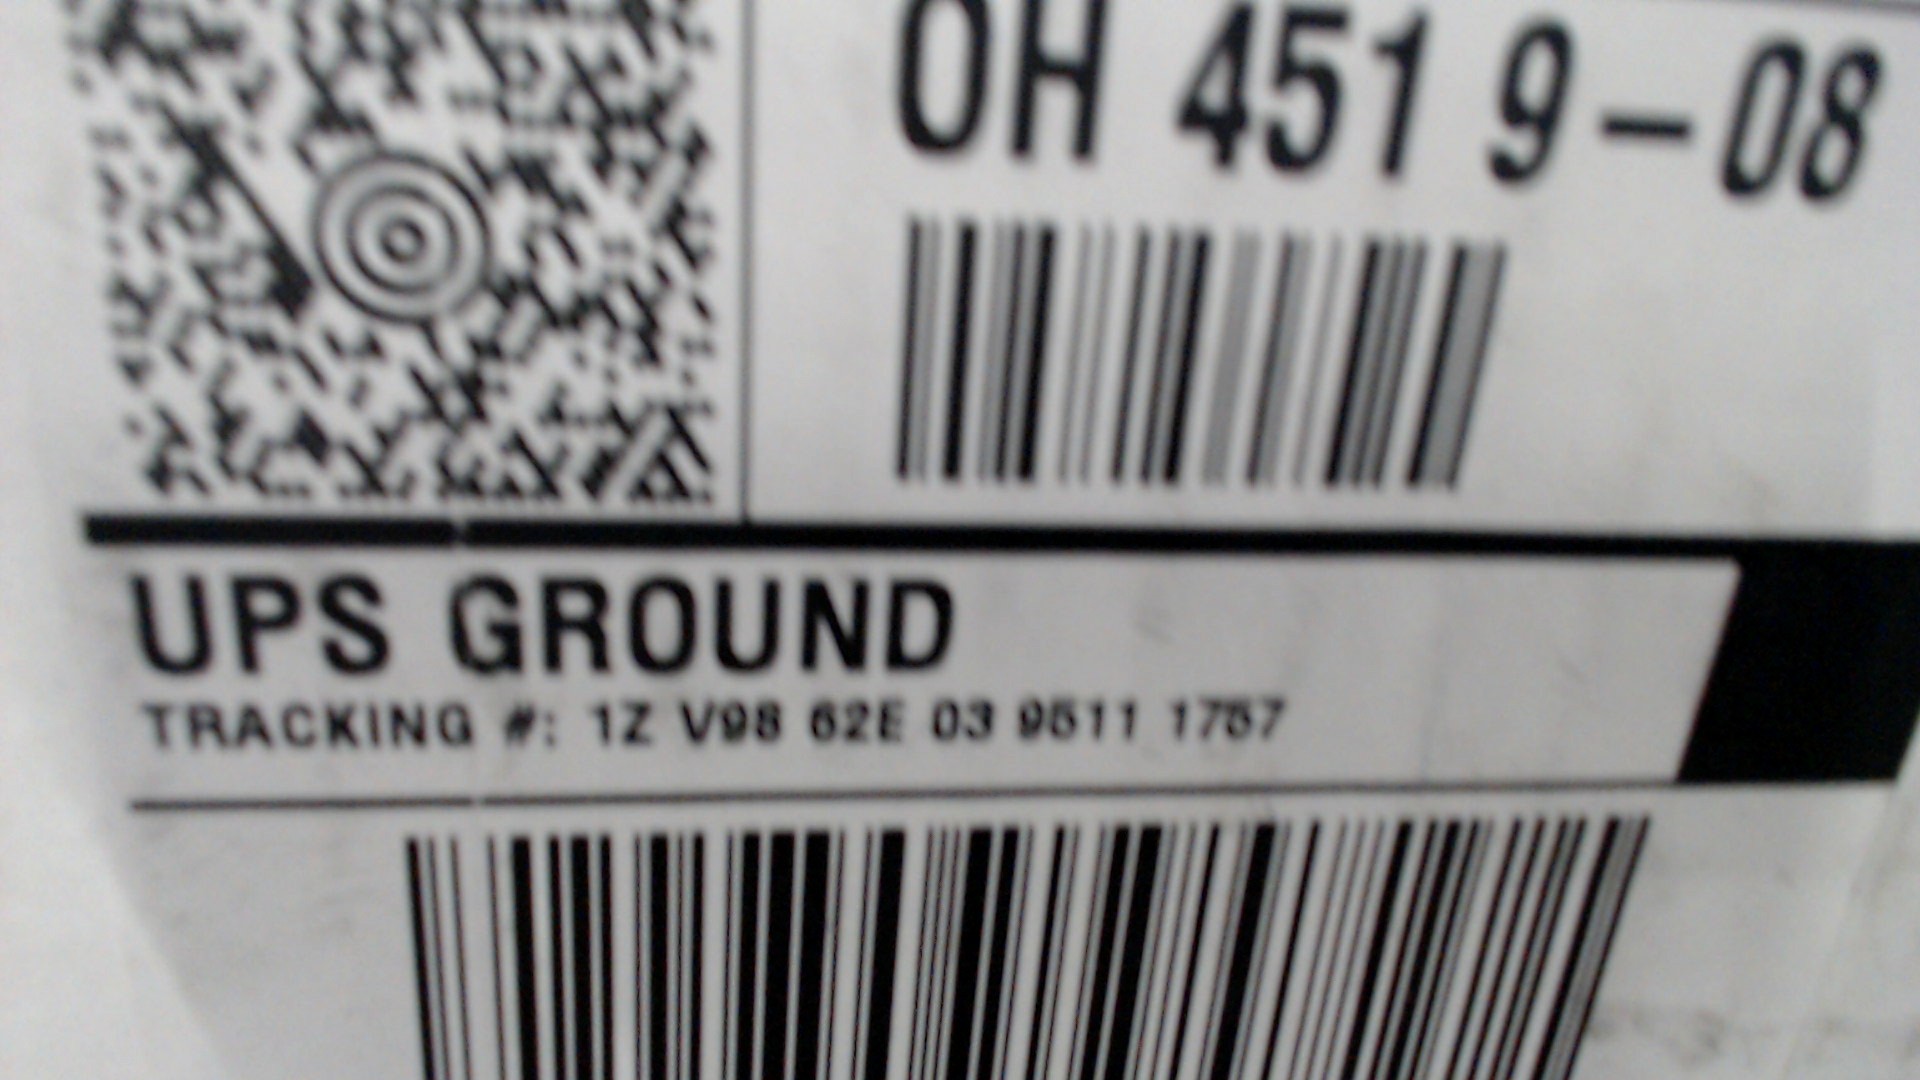 OH 451 9-08
UPS GROUND
TRACKING #: 1Z V98 62E 03 9511 1757